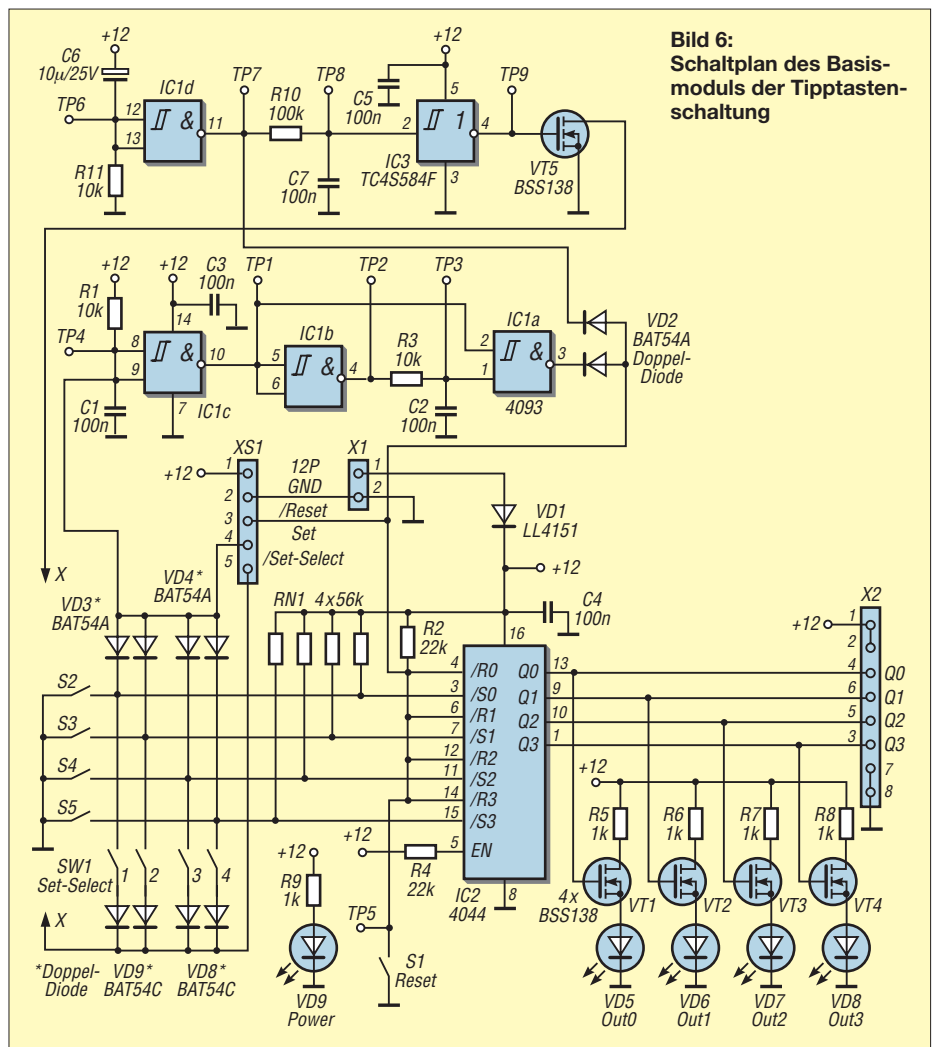 Bild 6:
Schaltplan des Basis-
moduls der Tipptasten-
schaltung
+12
C6
10µ/25V
TP6
12
13
IC1d
&
11
R11
10k
TP7
R10
100k
TP8
C7
100n
+12
C5
100n
5
2
1
4
IC3
TC4S584F
3
TP9
VT5
BSS138
+12
R1
10k
TP4
C1
100n
+12
C3
100n
14
8
9
&
10
7
IC1c
TP1
IC1b
5
6
&
4
TP2
R3
10k
TP3
C2
100n
IC1a
2
1
&
3
4093
VD2
BAT54A
Doppel-
Diode
X
XS1
+12
1
2
3
4
5
12P
GND
/Reset
Set
/Set-Select
X1
1
2
VD1
LL4151
+12
C4
100n
VD3*
BAT54A
VD4*
BAT54A
RN1 4x56k
R2
22k
16
4
/R0
3
/S0
6
/R1
7
/S1
12
/R2
11
/S2
14
/R3
15
/S3
5
EN
Q0
13
Q1
9
Q2
10
Q3
1
8
IC2
4044
S2
S3
S4
S5
SW1
Set-Select
1
2
3
4
X
*Doppel-
Diode
VD9*
BAT54C
VD8*
BAT54C
+12
R9
1k
VD9
Power
+12
R4
22k
TP5
S1
Reset
X2
+12
1
2
4
Q0
6
Q1
5
Q2
3
Q3
7
8
+12
R5
1k
R6
1k
R7
1k
R8
1k
4x
BSS138
VT1
VT2
VT3
VT4
VD5
Out0
VD6
Out1
VD7
Out2
VD8
Out3